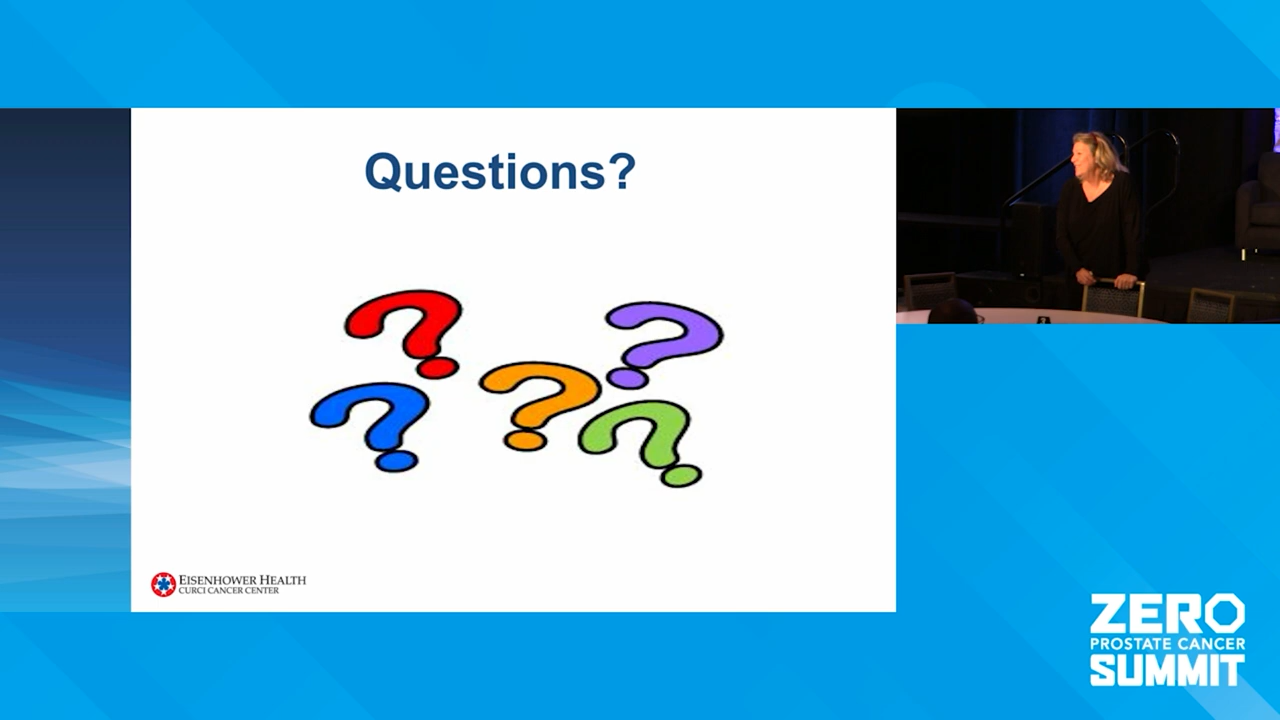 Questions?
EISENHOWER HEALTH
CURCI CANCER CENTER
ZERO
PROSTATE CANCER
SUMMIT